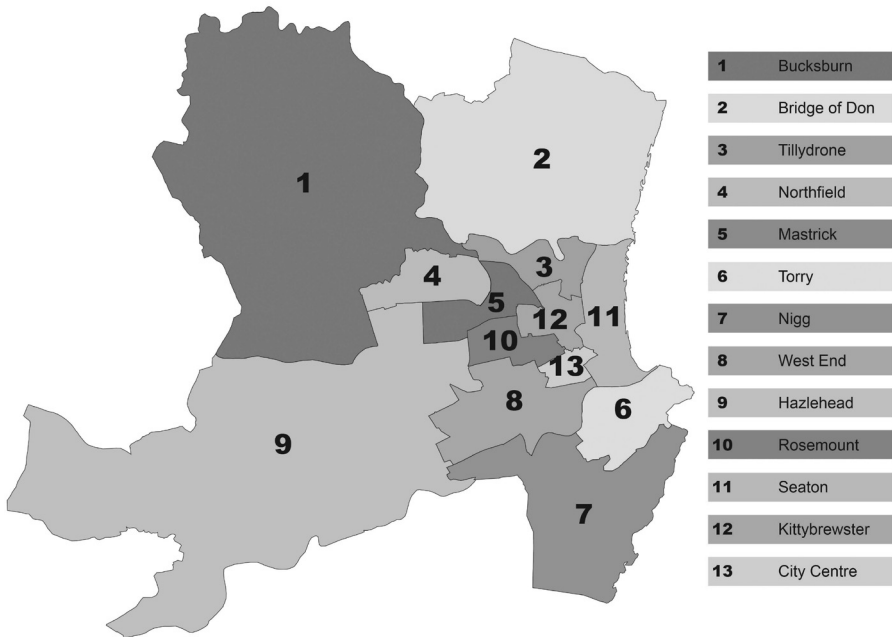 1
2
3
4
5
6
7
8
9
10
11
12
13
1 Bucksburn
2 Bridge of Don
3 Tillydrone
4 Northfield
5 Mastrick
6 Torry
7 Nigg
8 West End
9 Hazlehead
10 Rosemount
11 Seaton
12 Kittybrewster
13 City Centre